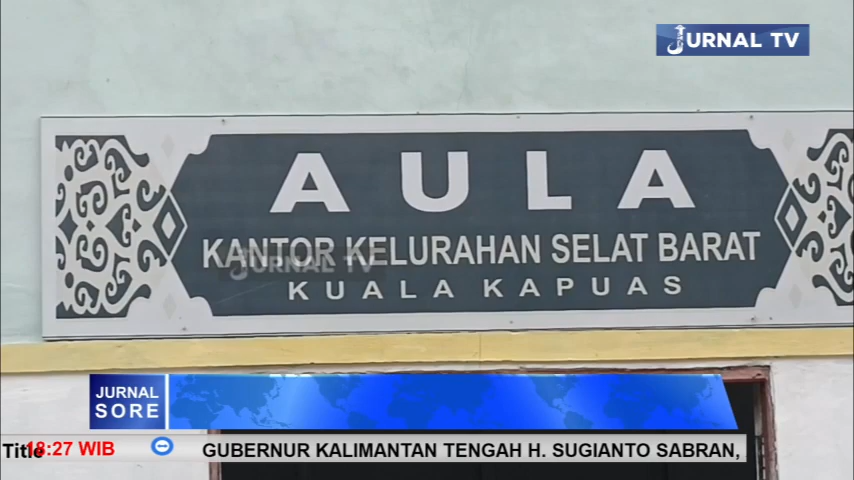 JURNAL TV
AULA
KANTOR KELURAHAN SELAT BARAT
JURNAL TV
KUALA KAPUAS
JURNAL
SORE
Title
18:27 WIB
GUBERNUR KALIMANTAN TENGAH H. SUGIANTO SABRAN,